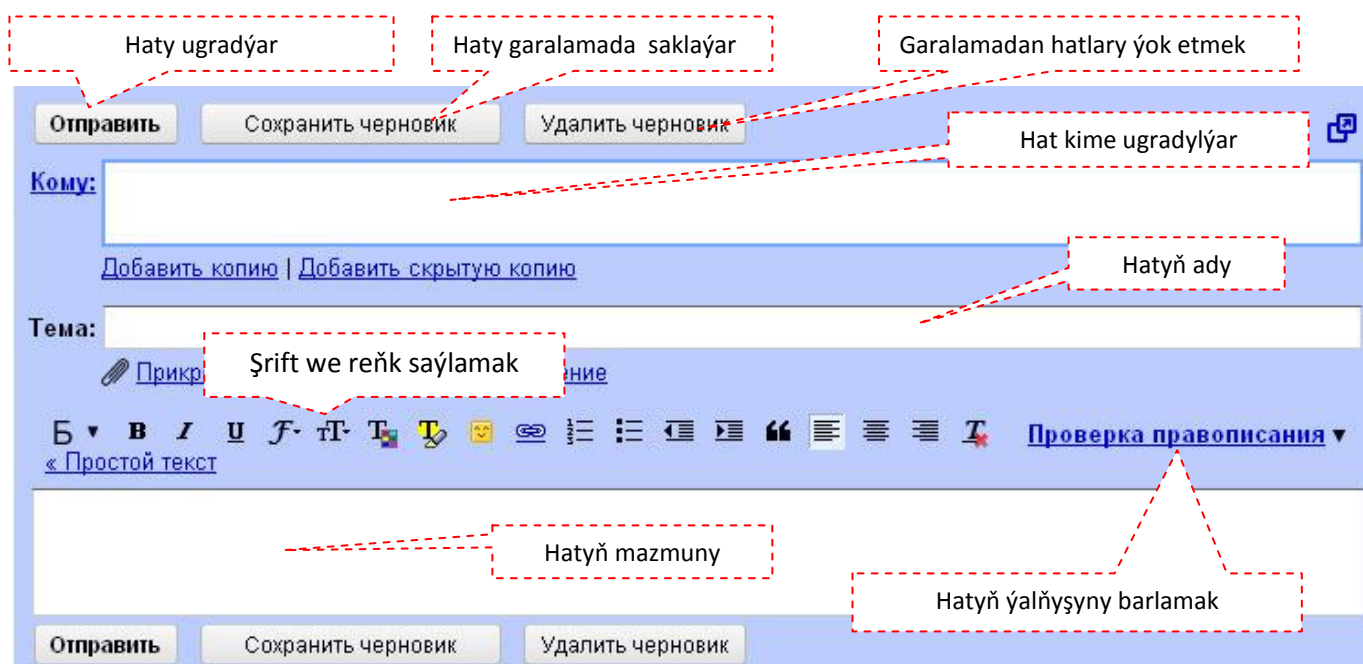 Haty ugradýar
Haty garalamada saklaýar
Garalamadan hatlary ýok etmek
Отправить
Сохранить черновик
Удалить черновик
Hat kime ugradylýar
Кому:
Добавить копию | Добавить скрытую копию
Hatyň ady
Тема:
Şrift we reňk saýlamak
Проверка правописания
« Простой текст
Hatyň mazmuny
Hatyň ýalňyşyny barlamak
Отправить
Сохранить черновик
Удалить черновик